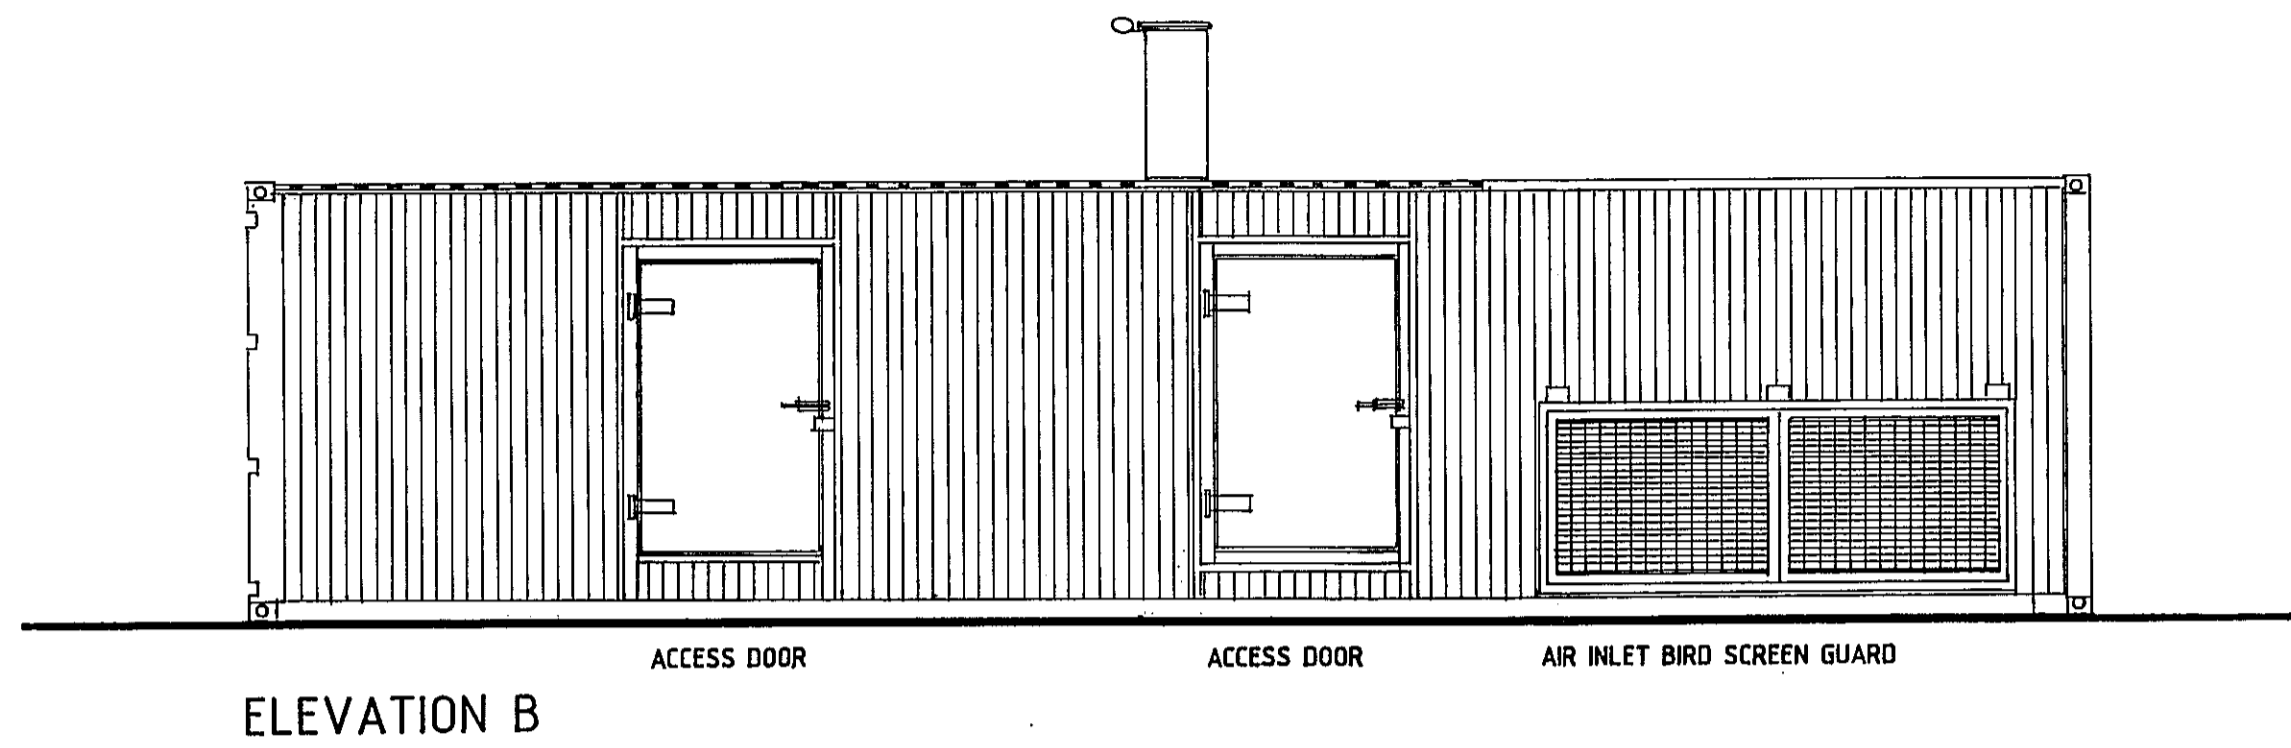 ACCESS DOOR
ACCESS DOOR
AIR INLET BIRD SCREEN GUARD
ELEVATION B